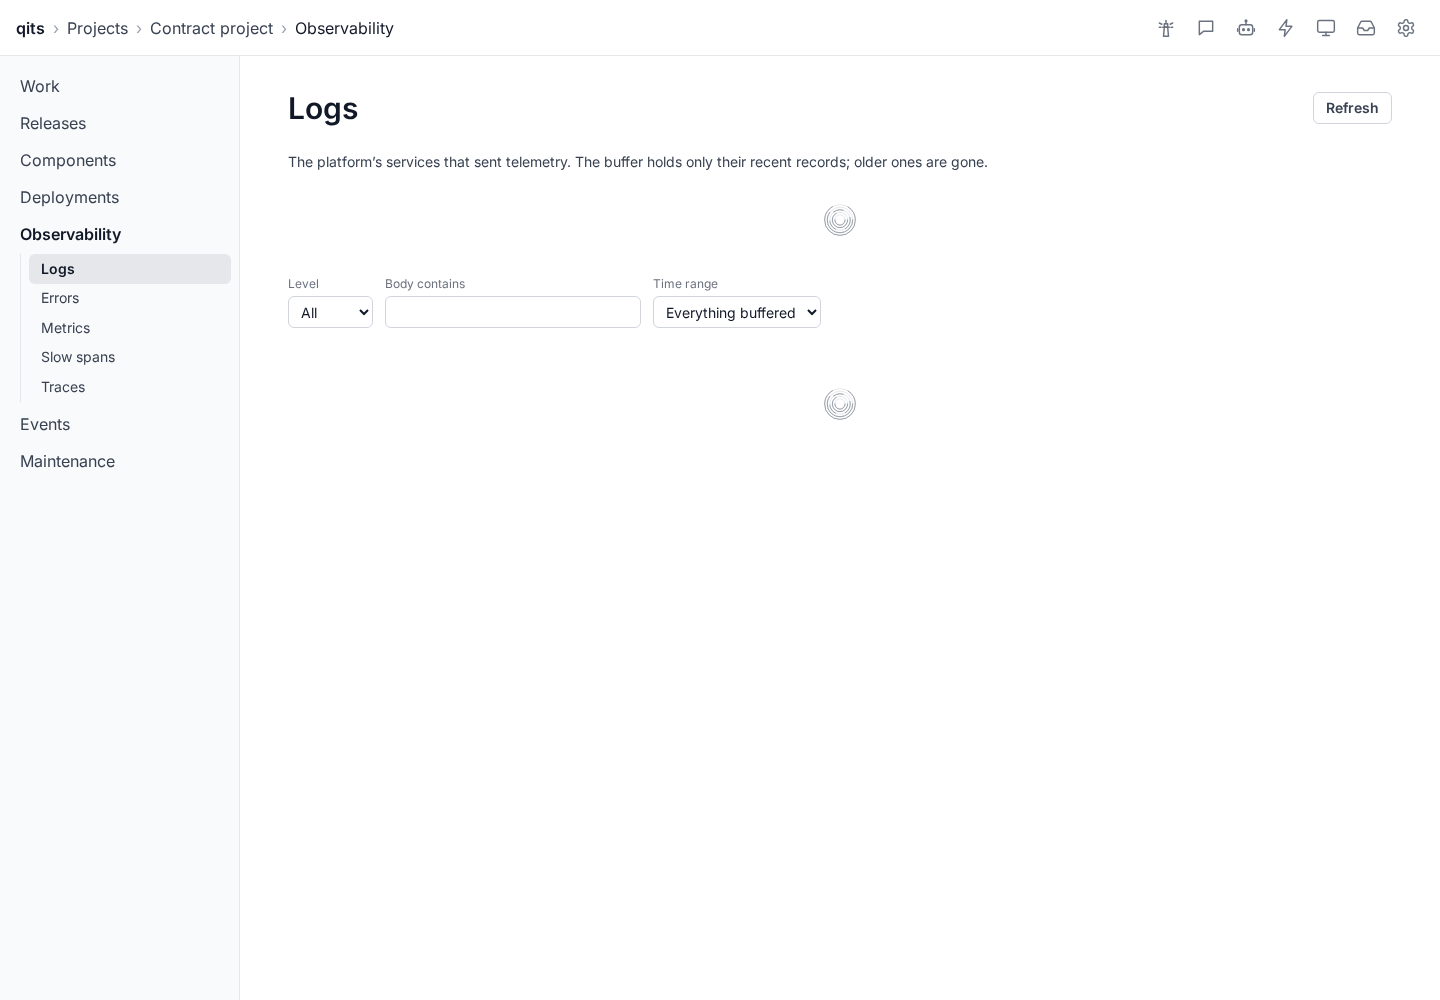 qits › Projects › Contract project › Observability
Work
Releases
Components
Deployments
Observability
Logs
Errors
Metrics
Slow spans
Traces
Events
Maintenance
Logs
Refresh
The platform’s services that sent telemetry. The buffer holds only their recent records; older ones are gone.
Level
Body contains
Time range
All
Everything buffered